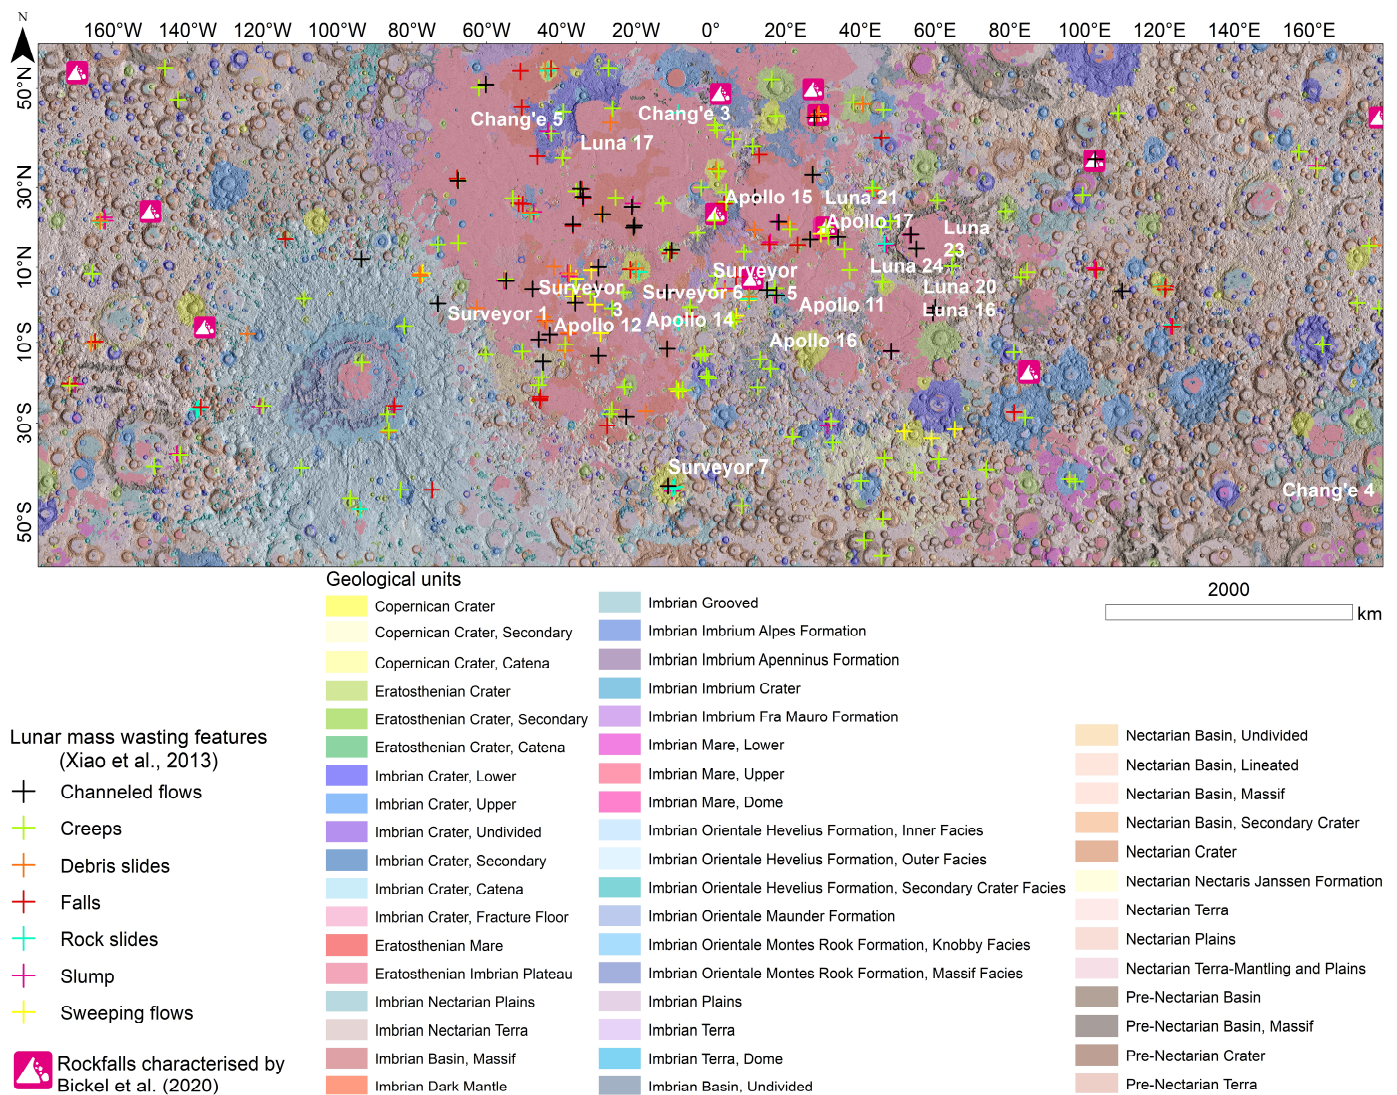 N
160°W 140°W 120°W 100°W 80°W 60°W 40°W 20°W 0° 20°E 40°E 60°E 80°E 100°E 120°E 140°E 160°E
50°N
30°N
10°N
10°S
30°S
50°S
Chang'e 5
Luna 17
Chang'e 3
Apollo 15
Luna 21
Apollo 17
Luna
23
Luna 24
Luna 20
Luna 16
Surveyor
5
Surveyor 6
Surveyor
3
Surveyor 1
Apollo 12
Apollo 14
Apollo 11
Apollo 16
Surveyor 7
Chang'e 4
2000
km
Lunar mass wasting features
(Xiao et al., 2013)
Channeled flows
Creeps
Debris slides
Falls
Rock slides
Slump
Sweeping flows
Rockfalls characterised by
Bickel et al. (2020)
Geological units
Copernican Crater
Copernican Crater, Secondary
Copernican Crater, Catena
Eratosthenian Crater
Eratosthenian Crater, Secondary
Eratosthenian Crater, Catena
Imbrian Crater, Lower
Imbrian Crater, Upper
Imbrian Crater, Undivided
Imbrian Crater, Secondary
Imbrian Crater, Catena
Imbrian Crater, Fracture Floor
Eratosthenian Mare
Eratosthenian Imbrian Plateau
Imbrian Nectarian Plains
Imbrian Nectarian Terra
Imbrian Basin, Massif
Imbrian Dark Mantle
Imbrian Grooved
Imbrian Imbrium Alpes Formation
Imbrian Imbrium Apenninus Formation
Imbrian Imbrium Crater
Imbrian Imbrium Fra Mauro Formation
Imbrian Mare, Lower
Imbrian Mare, Upper
Imbrian Mare, Dome
Imbrian Orientale Hevelius Formation, Inner Facies
Imbrian Orientale Hevelius Formation, Outer Facies
Imbrian Orientale Hevelius Formation, Secondary Crater Facies
Imbrian Orientale Maunder Formation
Imbrian Orientale Montes Rook Formation, Knobby Facies
Imbrian Orientale Montes Rook Formation, Massif Facies
Imbrian Plains
Imbrian Terra
Imbrian Terra, Dome
Imbrian Basin, Undivided
Nectarian Basin, Undivided
Nectarian Basin, Lineated
Nectarian Basin, Massif
Nectarian Basin, Secondary Crater
Nectarian Crater
Nectarian Nectaris Janssen Formation
Nectarian Terra
Nectarian Plains
Nectarian Terra-Mantling and Plains
Pre-Nectarian Basin
Pre-Nectarian Basin, Massif
Pre-Nectarian Crater
Pre-Nectarian Terra